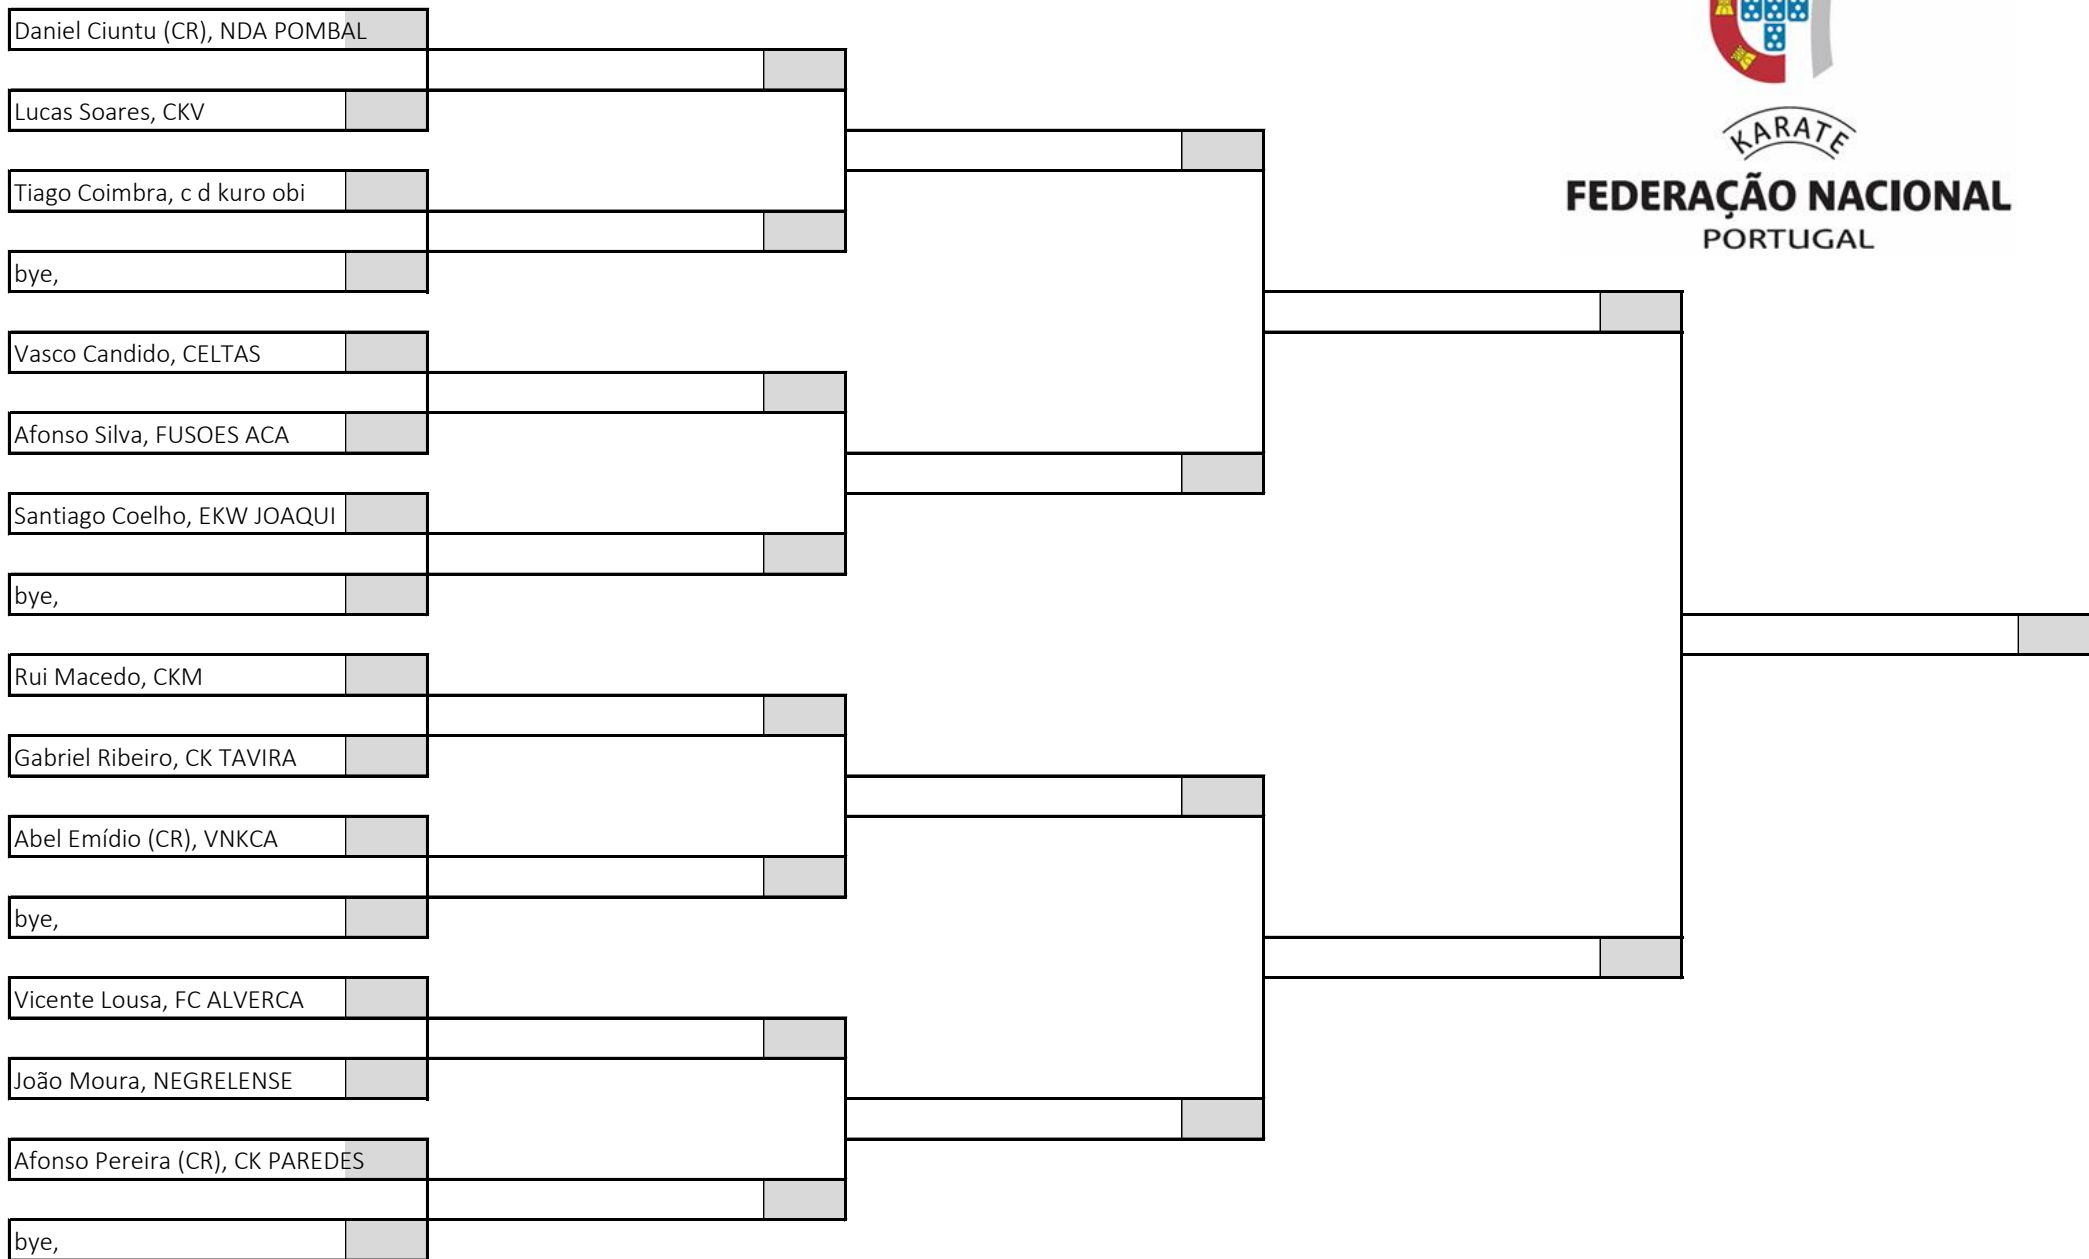 Daniel Ciuntu (CR), NDA POMBAL
Lucas Soares, CKV
KARATE
Tiago Coimbra, c d kuro obi
FEDERAÇÃO NACIONAL
PORTUGAL
bye,
Vasco Candido, CELTAS
Afonso Silva, FUSOES ACA
Santiago Coelho, EKW JOAQUI
bye,
Rui Macedo, CKM
Gabriel Ribeiro, CK TAVIRA
Abel Emídio (CR), VNKCA
bye,
Vicente Lousa, FC ALVERCA
João Moura, NEGRELENSE
Afonso Pereira (CR), CK PAREDES
bye,